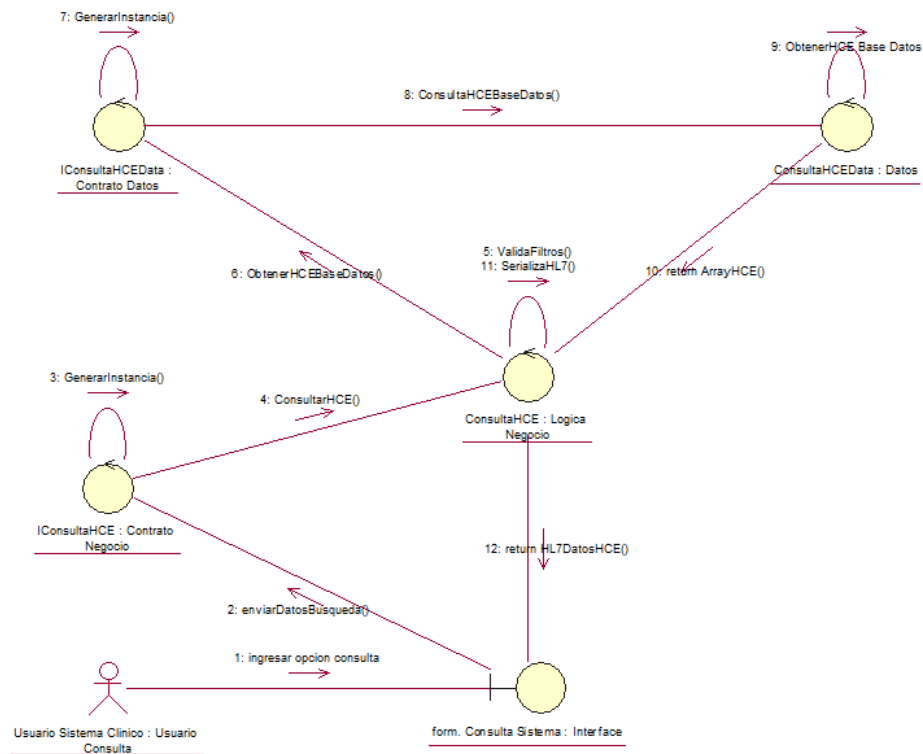 7: GenerarInstancia()
9: ObtenerHCE Base Datos
8: ConsultaHCEBaseDatos()
IConsultaHCEData :
Contrato Datos
ConsultaHCEData : Datos
5: ValidaFiltros()
11: SerializaHL7()
6: ObtenerHCEBaseDatos()
10: return ArrayHCE()
3: GenerarInstancia()
4: ConsultarHCE()
ConsultaHCE : Logica
Negocio
IConsultaHCE : Contrato
Negocio
12: return HL7DatosHCE()
2: enviarDatosBusqueda()
1: ingresar opcion consulta
Usuario Sistema Clinico : Usuario
Consulta
form. Consulta Sistema : Interface